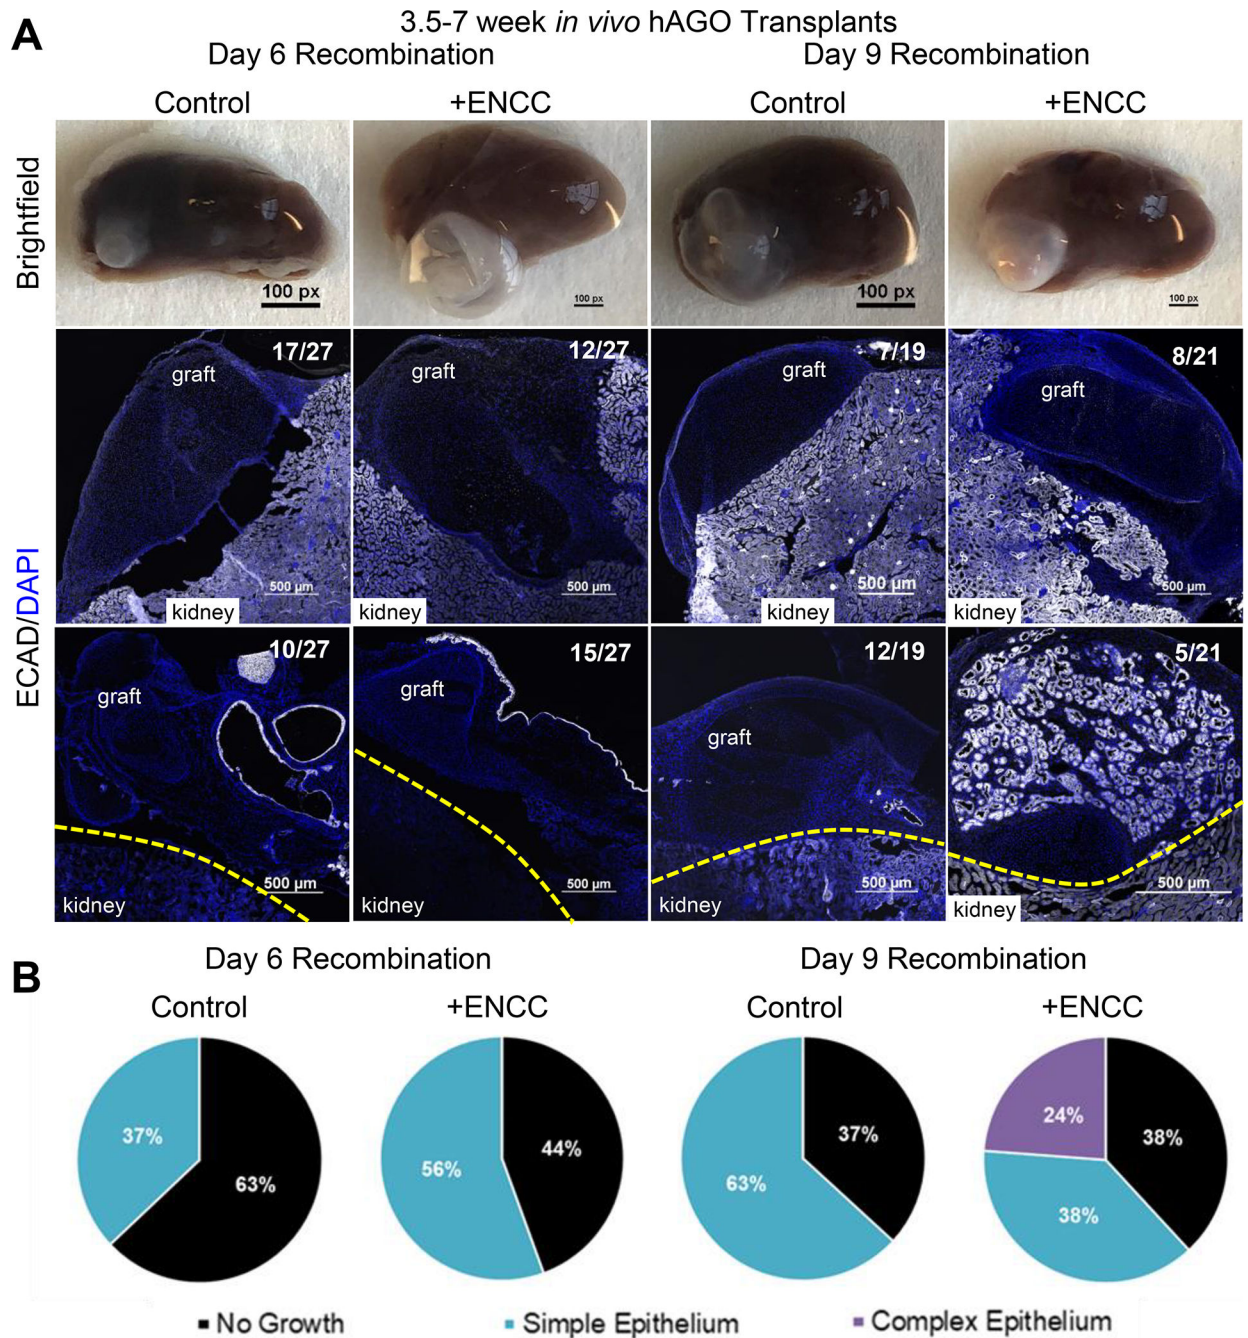 A
3.5-7 week in vivo hAGO Transplants
Day 6 Recombination
Day 9 Recombination
Control
+ENCC
Control
+ENCC
Brightfield
100 px
100 px
100 px
100 px
ECAD/DAPI
17/27
graft
500 µm
kidney
12/27
graft
500 µm
kidney
7/19
graft
500 µm
kidney
8/21
graft
500 µm
kidney
10/27
graft
500 µm
kidney
15/27
graft
500 µm
kidney
12/19
graft
500 µm
kidney
5/21
500 µm
kidney
B
Day 6 Recombination
Day 9 Recombination
Control
+ENCC
Control
+ENCC
37%
63%
56%
44%
63%
37%
24%
38%
38%
No Growth
Simple Epithelium
Complex Epithelium